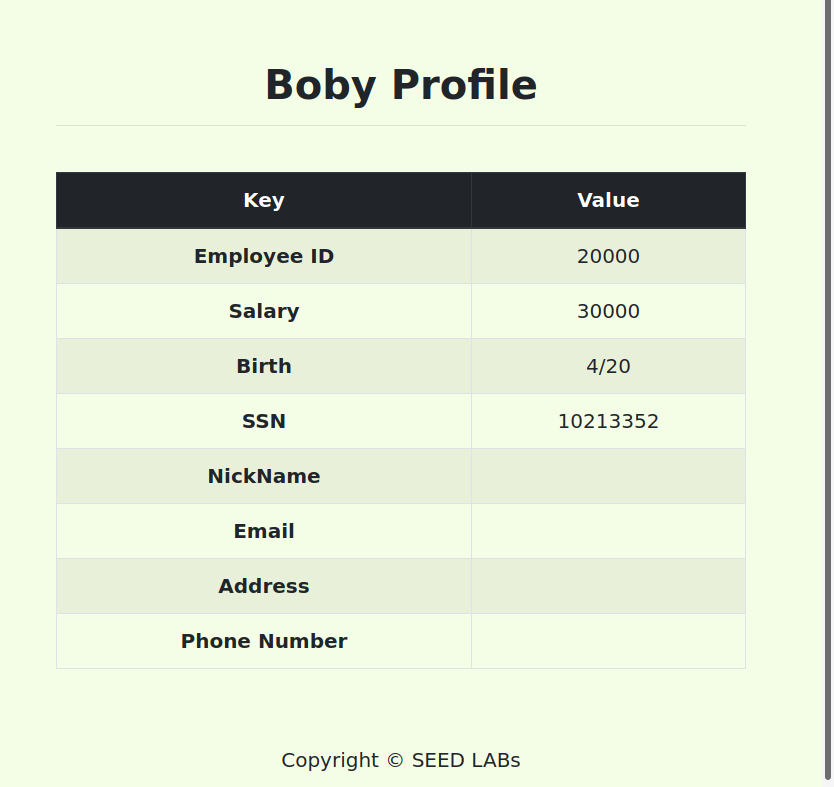 Boby Profile
Key Value
Employee ID 20000
Salary 30000
Birth 4/20
SSN 10213352
NickName
Email
Address
Phone Number
Copyright © SEED LABs